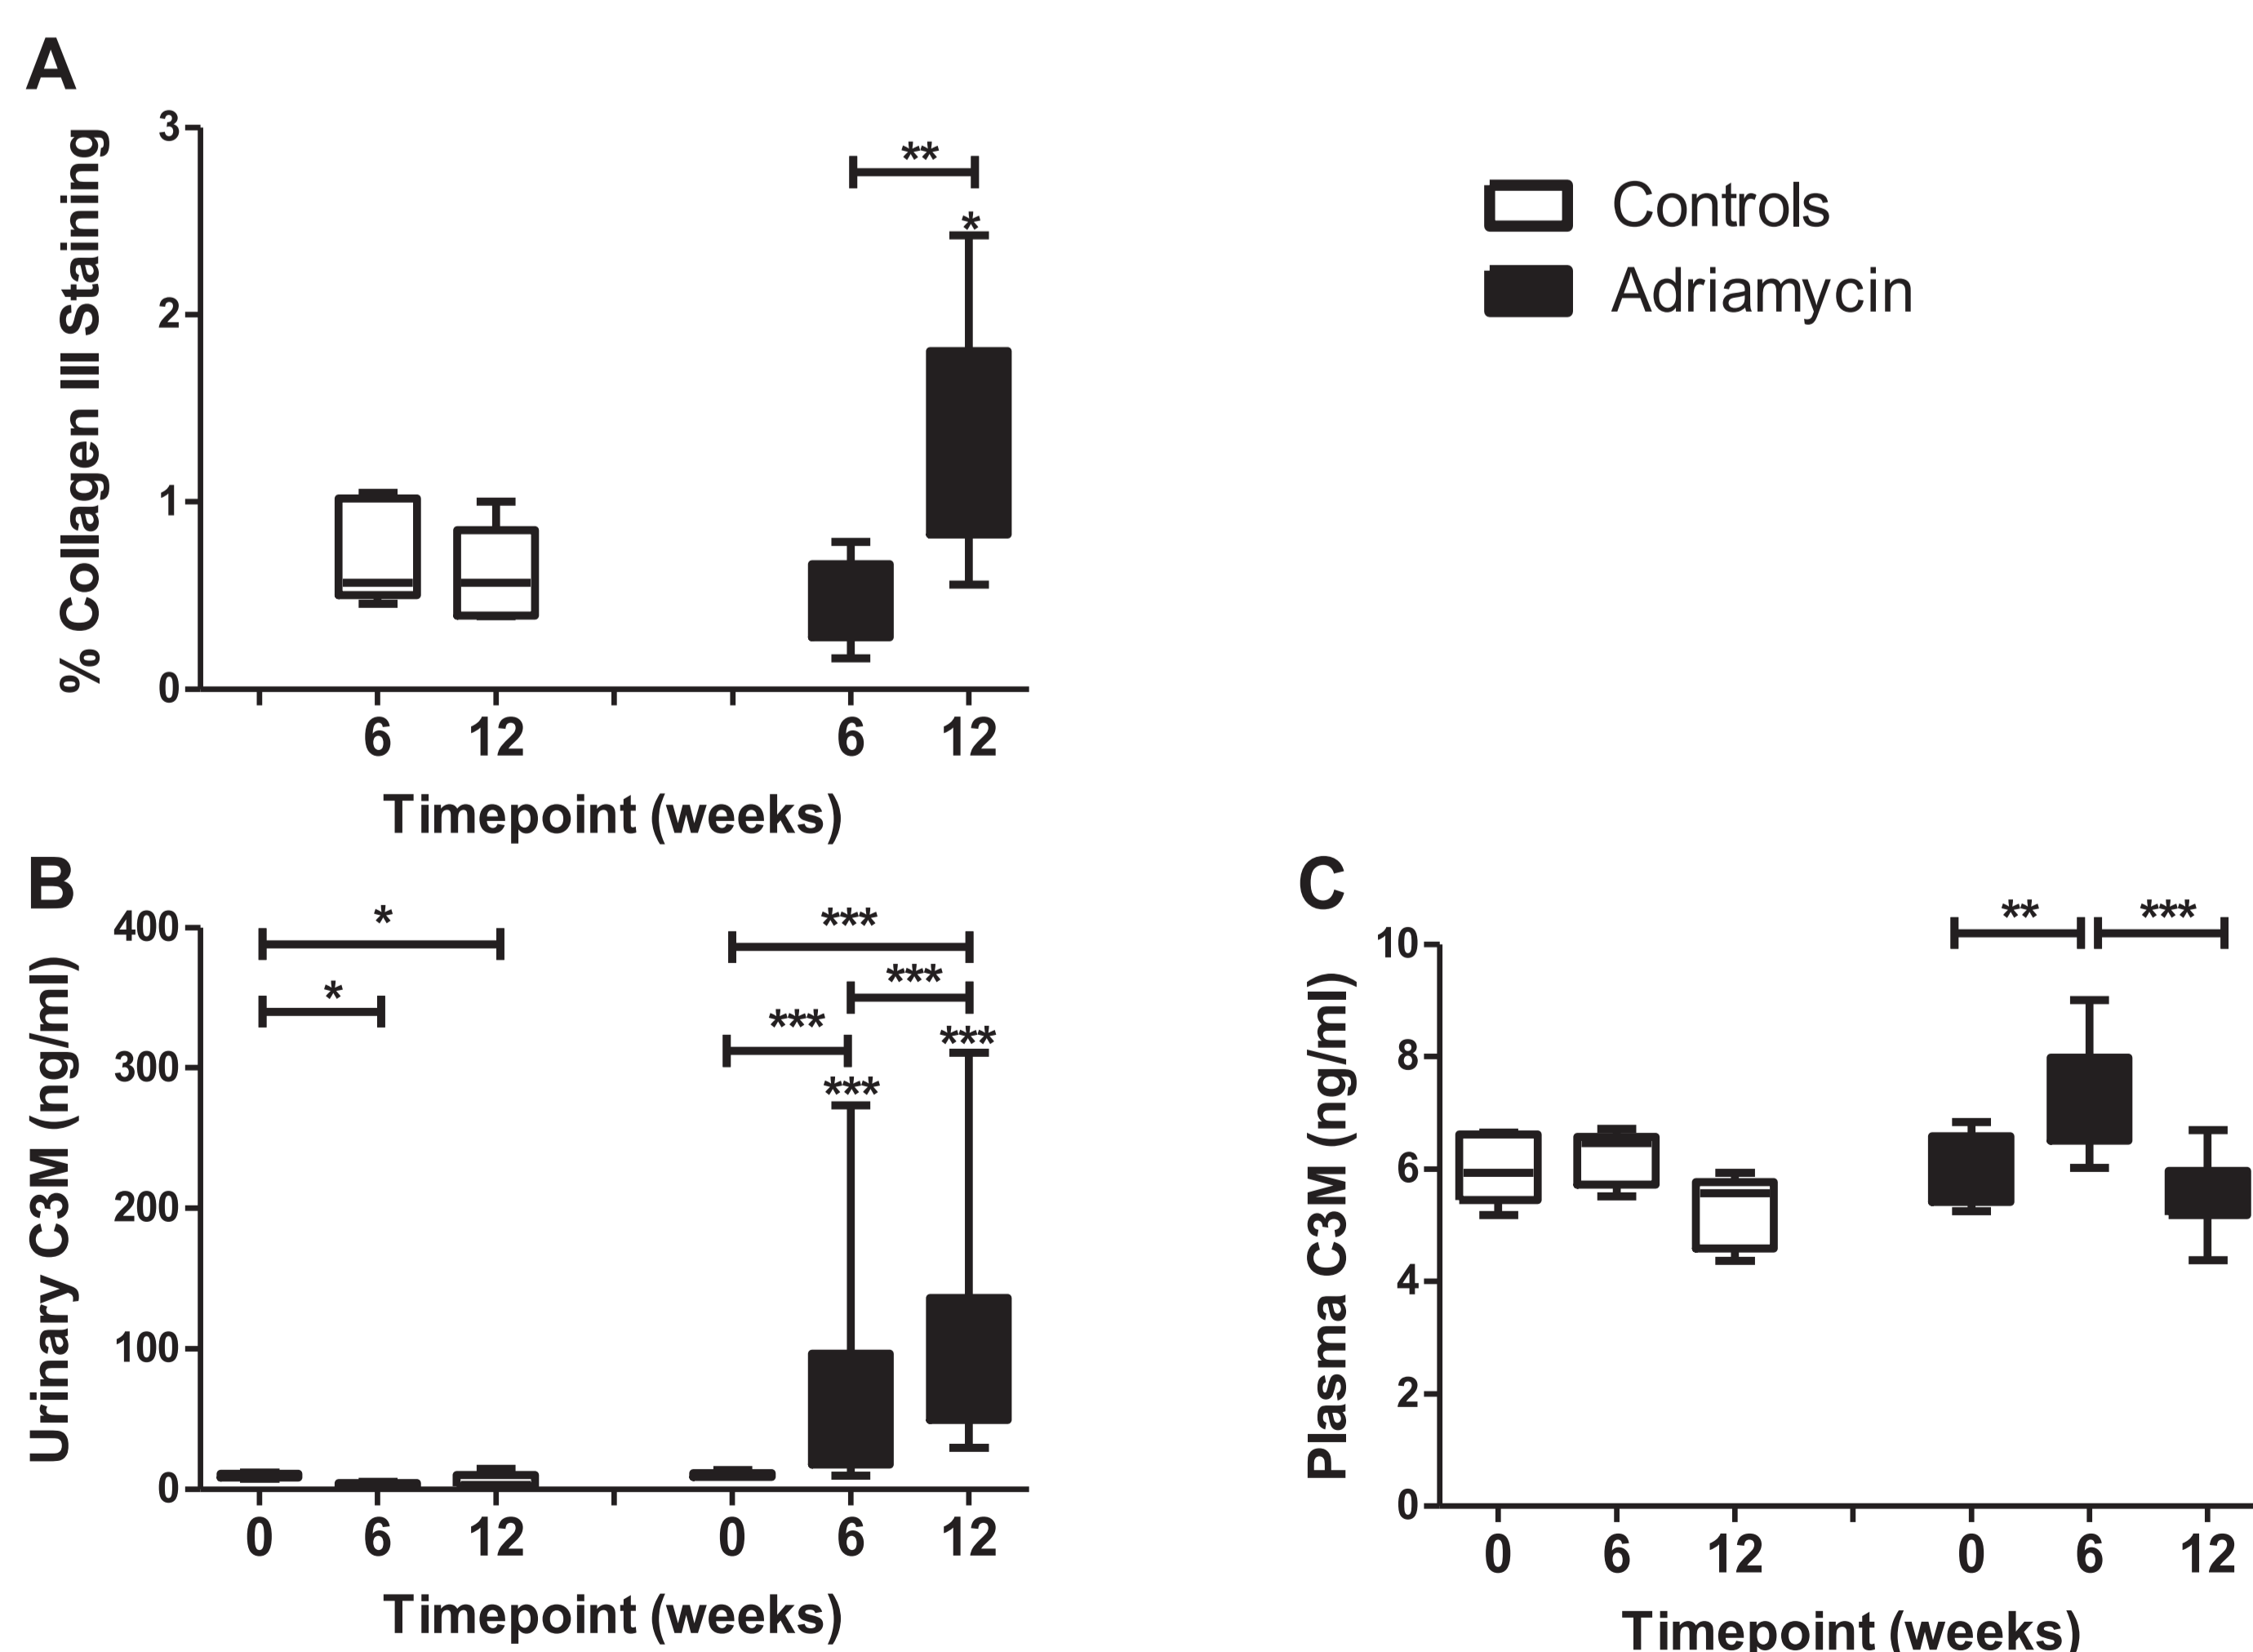 A
% Collagen III Staining
3
2
1
0
**
*
6 12 6 12
Timepoint (weeks)
Controls
Adriamycin
B
Urinary C3M (ng/ml)
400
300
200
100
0
*
*
***
***
***
***
***
0 6 12 0 6 12
Timepoint (weeks)
C
Plasma C3M (ng/ml)
10
8
6
4
2
0
** ***
0 6 12 0 6 12
Timepoint (weeks)